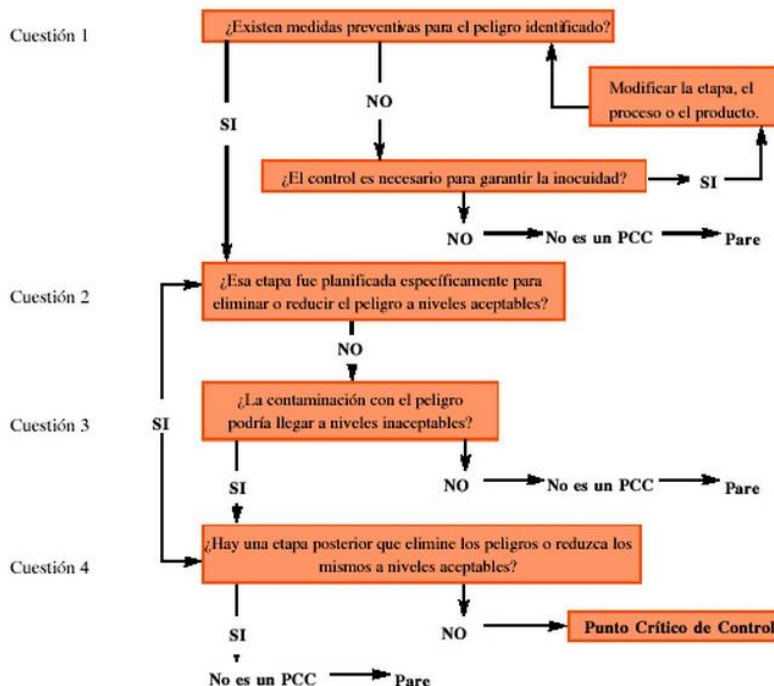 Cuestión 1
¿Existen medidas preventivas para el peligro identificado?
Modificar la etapa, el
proceso o el producto.
NO
SI
¿El control es necesario para garantir la inocuidad?
SI
NO
No es un PCC
Pare
Cuestión 2
¿Esa etapa fue planificada específicamente para
eliminar o reducir el peligro a niveles aceptables?
NO
SI
Cuestión 3
¿La contaminación con el peligro
podría llegar a niveles inaceptables?
SI
NO
No es un PCC
Pare
Cuestión 4
¿Hay una etapa posterior que elimine los peligros o reduzca los
mismos a niveles aceptables?
SI
NO
Punto Crítico de Control
No es un PCC
Pare